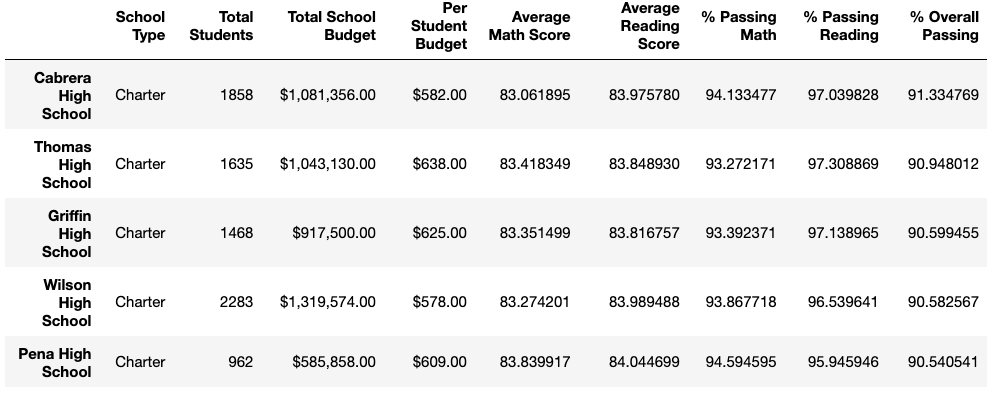 School Type Total Students Total School Budget Per Student Budget Average Math Score Average Reading Score % Passing Math % Passing Reading % Overall Passing
Cabrera High School Charter 1858 $1,081,356.00 $582.00 83.061895 83.975780 94.133477 97.039828 91.334769
Thomas High School Charter 1635 $1,043,130.00 $638.00 83.418349 83.848930 93.272171 97.308869 90.948012
Griffin High School Charter 1468 $917,500.00 $625.00 83.351499 83.816757 93.392371 97.138965 90.599455
Wilson High School Charter 2283 $1,319,574.00 $578.00 83.274201 83.989488 93.867718 96.539641 90.582567
Pena High School Charter 962 $585,858.00 $609.00 83.839917 84.044699 94.594595 95.945946 90.540541